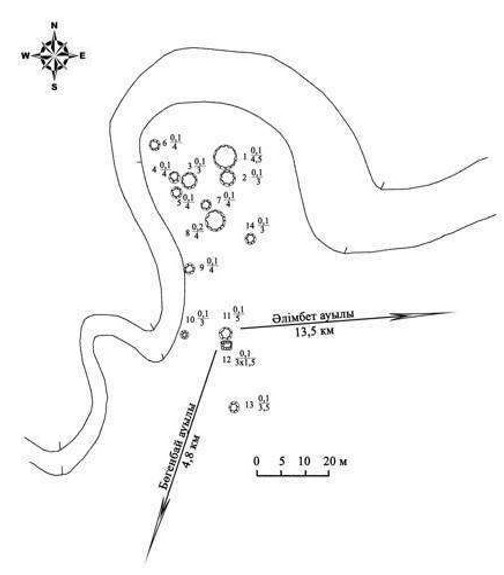 N
W E
S
6 0,1/4
1 0,1/4,5
4 0,1/4
3 0,1/3
2 0,1/3
5 0,1/4
7 0,1/4
8 0,2/4
14 0,1/3
9 0,1/4
10 0,1/3
11 0,1/5
Әлімбет ауылы
13,5 км
12 0,1/3х1,5
13 0,1/3,5
Бөгенбай ауылы
4,8 км
0 5 10 20 м